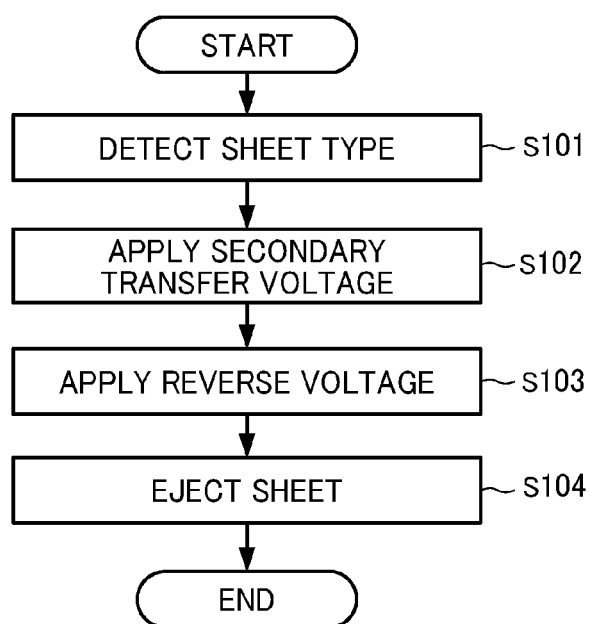 START
DETECT SHEET TYPE
S101
APPLY SECONDARY
TRANSFER VOLTAGE
S102
APPLY REVERSE VOLTAGE
S103
EJECT SHEET
S104
END